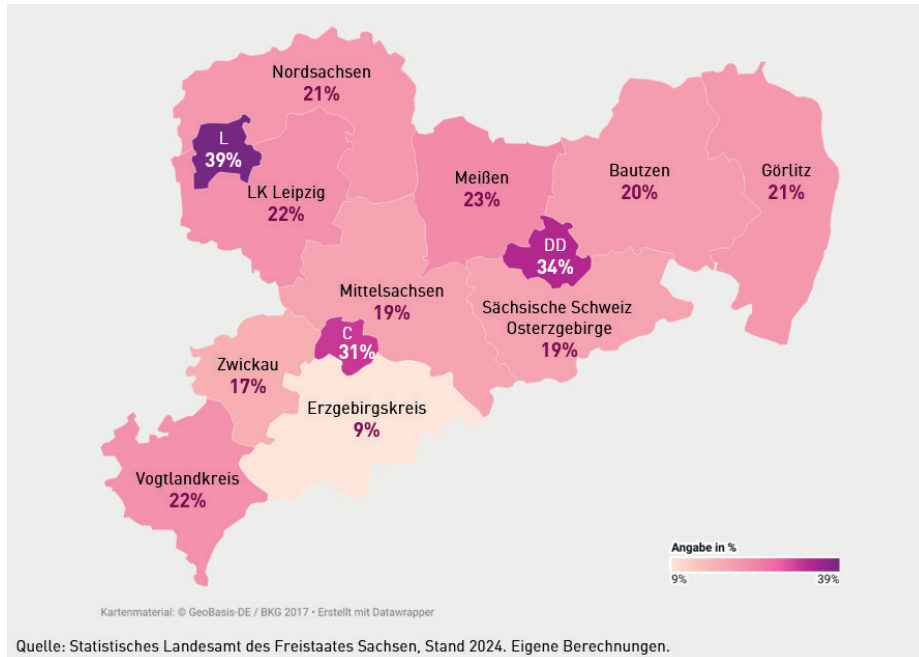 Nordsachsen
21%
L
39%
LK Leipzig
22%
Meißen
23%
Bautzen
20%
Görlitz
21%
DD
34%
Mittelsachsen
19%
Sächsische Schweiz
Osterzgebirge
19%
C
31%
Zwickau
17%
Erzgebirgskreis
9%
Vogtlandkreis
22%
Angabe in %
9%
39%
Kartenmaterial: © GeoBasis-DE / BKG 2017 • Erstellt mit Datawrapper
Quelle: Statistisches Landesamt des Freistaates Sachsen, Stand 2024. Eigene Berechnungen.